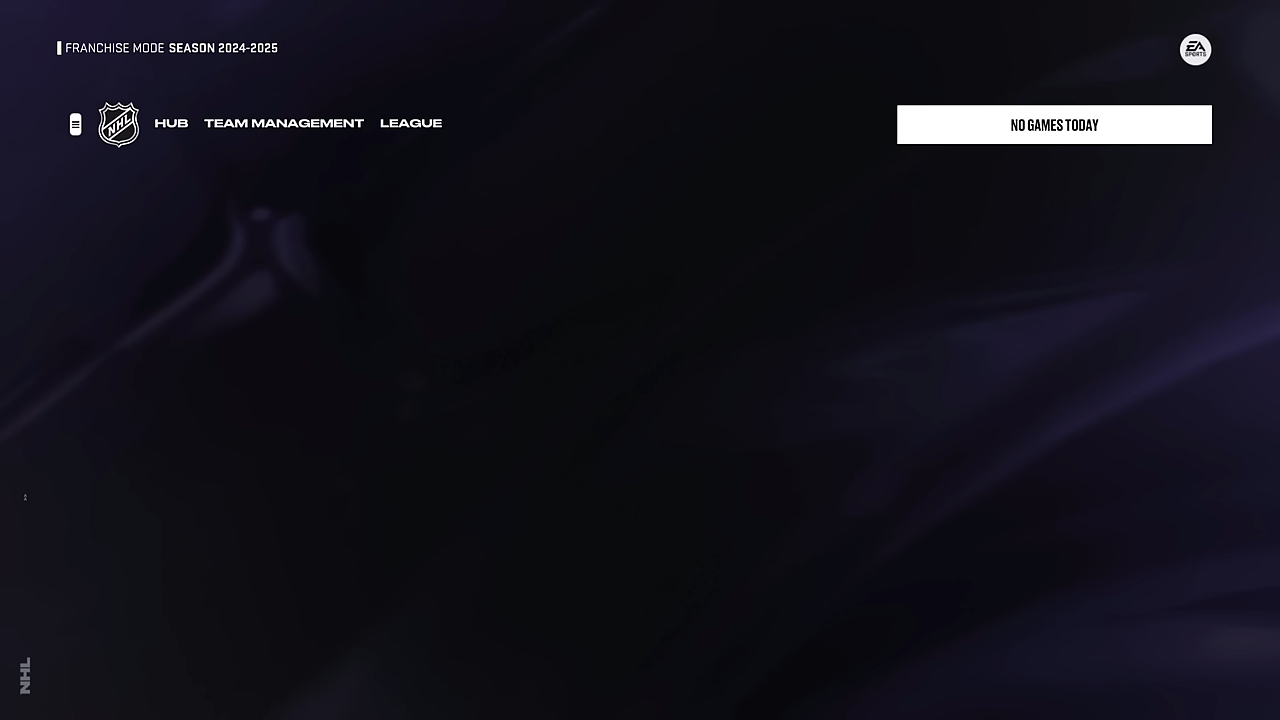 FRANCHISE MODE SEASON 2024-2025
EA SPORTS
NHL HUB TEAM MANAGEMENT LEAGUE
NO GAMES TODAY
NHL